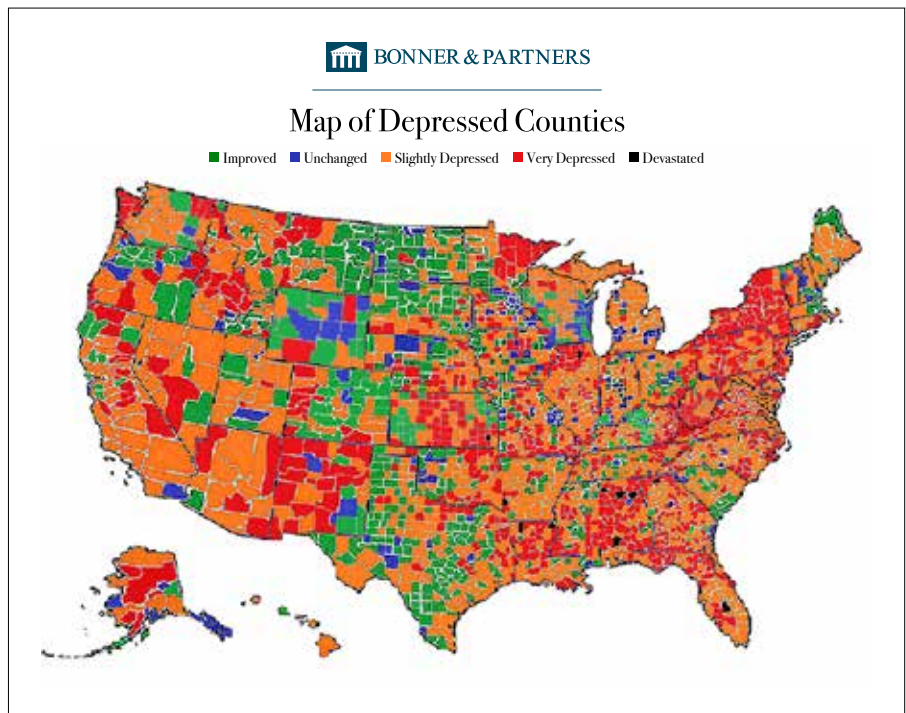 BONNER & PARTNERS
Map of Depressed Counties
Improved Unchanged Slightly Depressed Very Depressed Devastated